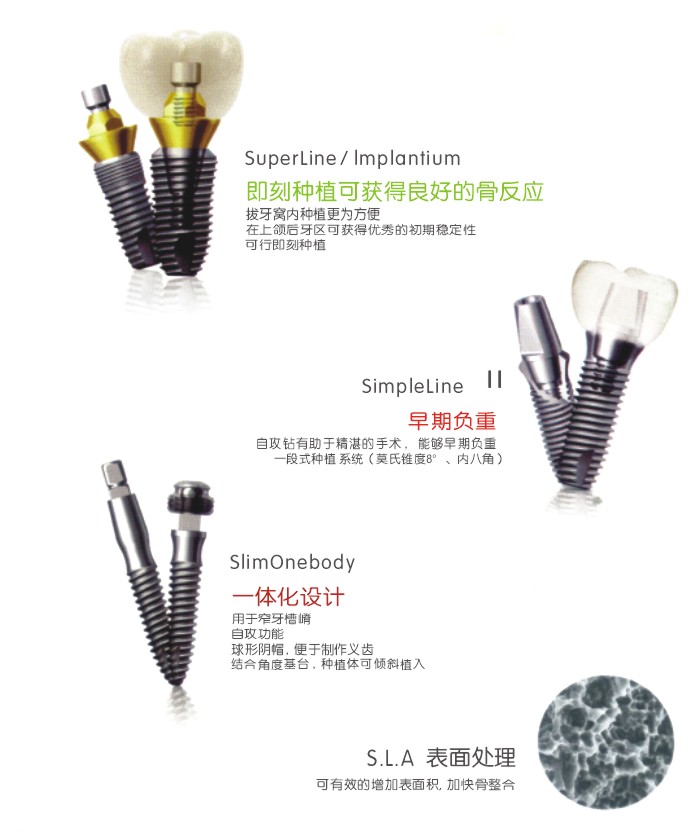 SuperLine / Implantium
即刻种植可获得良好的骨反应
拔牙窝内种植更为方便
在上颌后牙区可获得优秀的初期稳定性
可行即刻种植
SimpleLine II
早期负重
自攻钻有助于精湛的手术，能够早期负重
一段式种植系统（莫氏锥度8°、内八角）
SlimOnebody
一体化设计
用于窄牙槽嵴
自攻功能
球形阴帽，便于制作义齿
结合角度基台，种植体可倾斜植入
S.L.A 表面处理
可有效的增加表面积, 加快骨整合